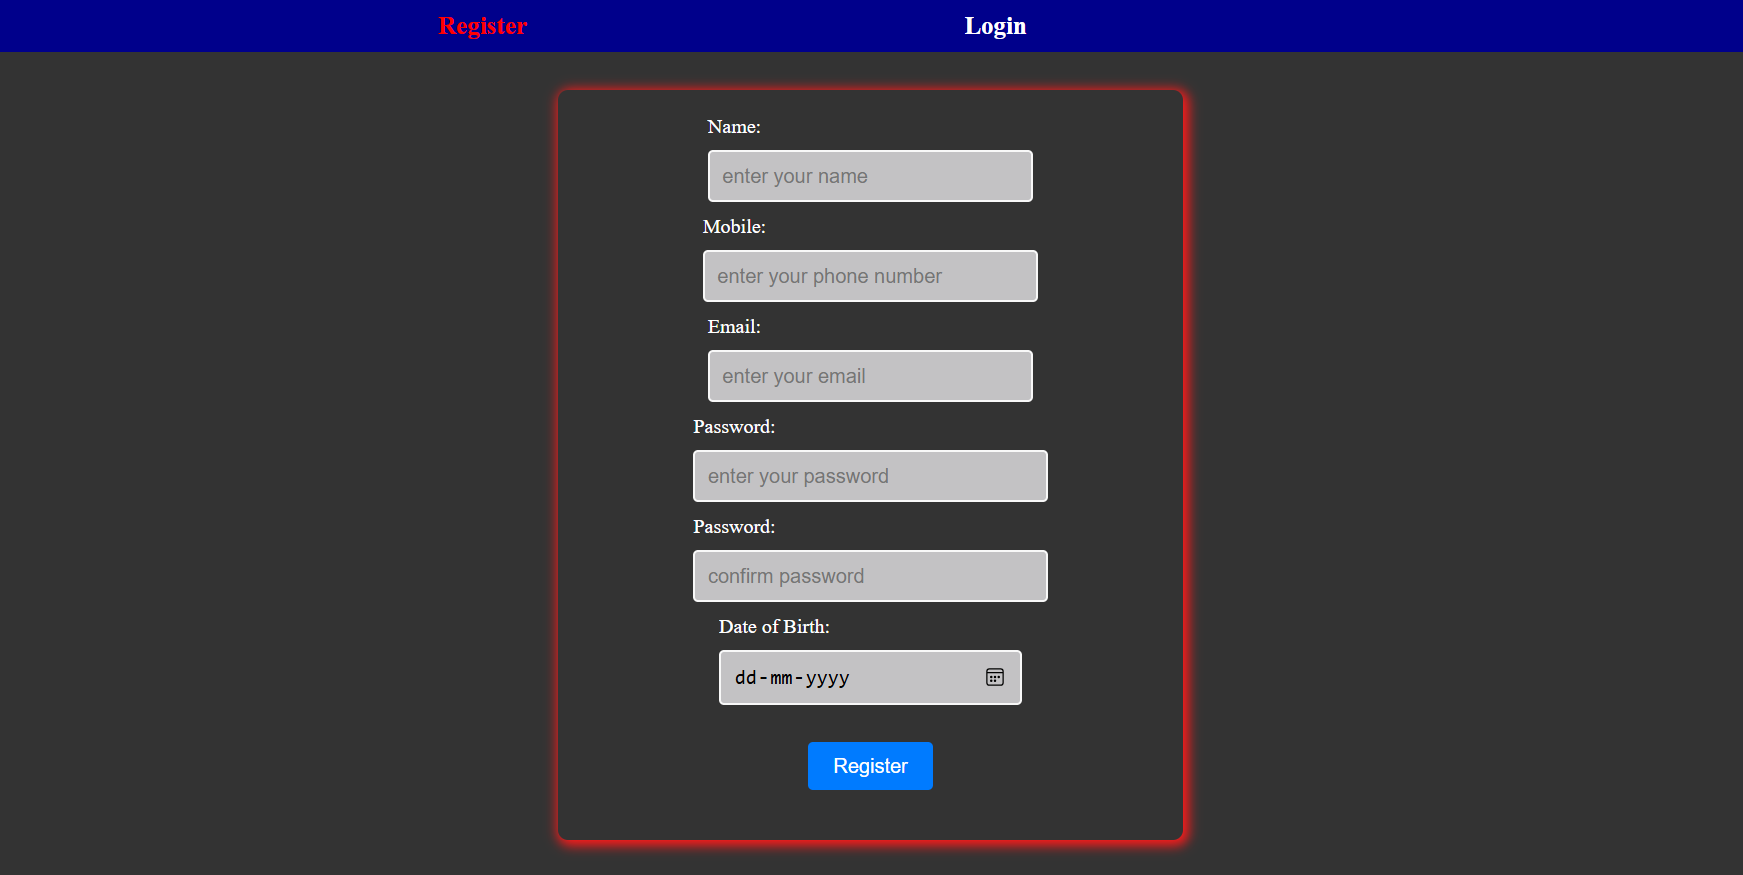 Register Login
Name:
enter your name
Mobile:
enter your phone number
Email:
enter your email
Password:
enter your password
Password:
confirm password
Date of Birth:
dd-mm-yyyy
Register